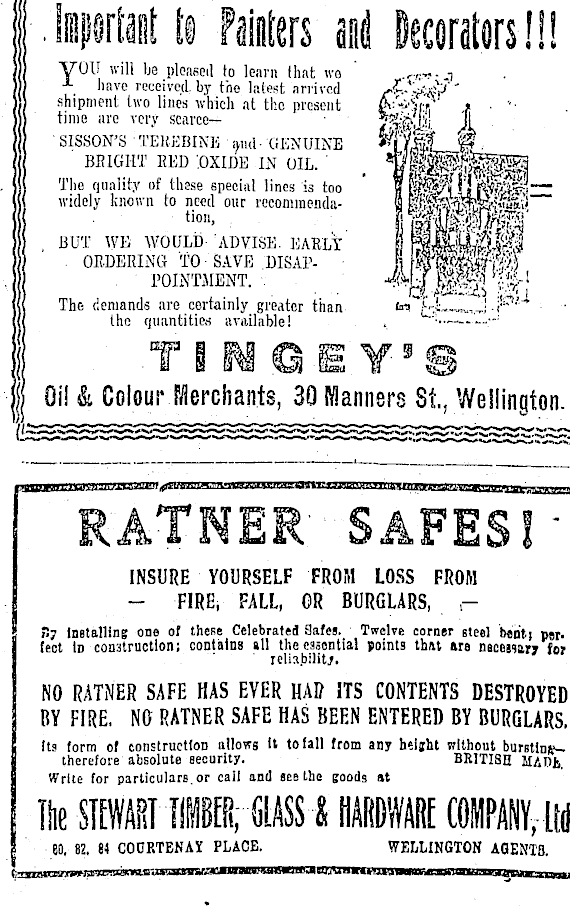 Important to Painters and Decorators!!!
YOU will be pleased to learn that we
have received by the latest arrived
shipment two lines which at the present
time are very scarce—
SISSON'S TEREBINE and GENUINE
BRIGHT RED OXIDE IN OIL.
The quality of these special lines is too
widely known to need our recommenda-
tion,
BUT WE WOULD ADVISE EARLY
ORDERING TO SAVE DISAP-
POINTMENT.
The demands are certainly greater than
the quantities available!
TINGEY'S
Oil & Colour Merchants, 30 Manners St., Wellington.
RATNER SAFES!
INSURE YOURSELF FROM LOSS FROM
— FIRE, FALL, OR BURGLARS, —
By installing one of these Celebrated Safes. Twelve corner steel bent; per-
fect in construction; contains all the essential points that are necessary for
reliability.
NO RATNER SAFE HAS EVER HAD ITS CONTENTS DESTROYED
BY FIRE. NO RATNER SAFE HAS BEEN ENTERED BY BURGLARS.
Its form of construction allows it to fall from any height without bursting—
therefore absolute security. BRITISH MADE.
Write for particulars or call and see the goods at
The STEWART TIMBER, GLASS & HARDWARE COMPANY, Ltd
80, 82, 84 COURTENAY PLACE. WELLINGTON AGENTS.